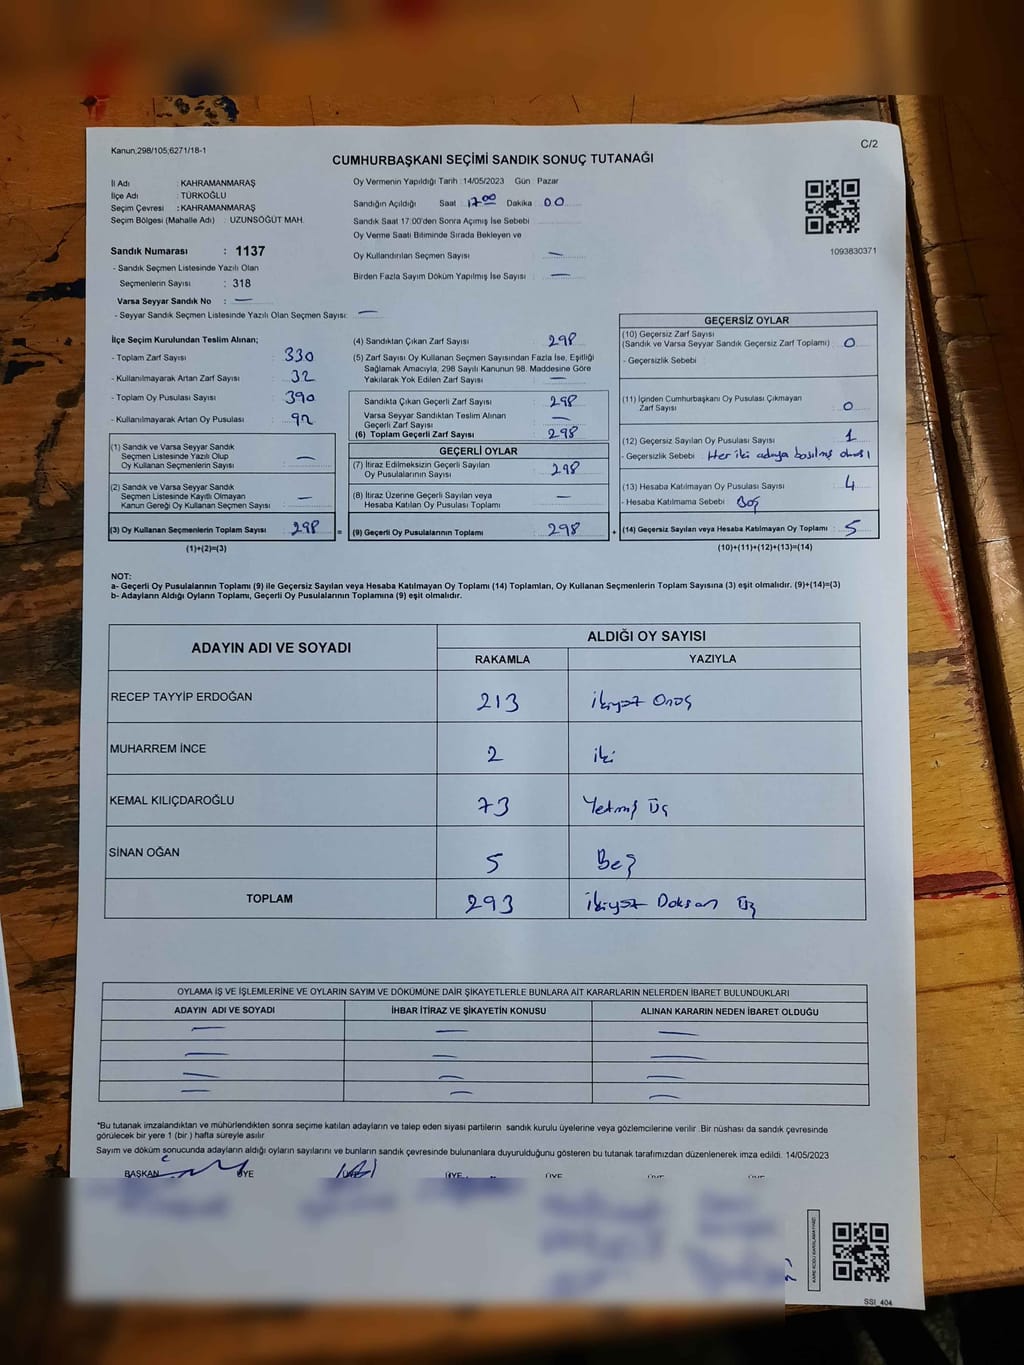 Kanun;298/105;6271/18-1
C/2
CUMHURBAŞKANI SEÇİMİ SANDIK SONUÇ TUTANAĞI
İl Adı : KAHRAMANMARAŞ
İlçe Adı : TÜRKOĞLU
Seçim Çevresi : KAHRAMANMARAŞ
Seçim Bölgesi (Mahalle Adı) : UZUNSÖĞÜT MAH.
Sandık Numarası : 1137
- Sandık Seçmen Listesinde Yazılı Olan
Seçmenlerin Sayısı : 318
Varsa Seyyar Sandık No : —
- Seyyar Sandık Seçmen Listesinde Yazılı Olan Seçmen Sayısı: —
Oy Vermenin Yapıldığı Tarih :14/05/2023 Gün : Pazar
Sandığın Açıldığı Saat : 17 00 Dakika : 00
Sandık Saat 17:00'den Sonra Açımış İse Sebebi
Oy Verme Saati Bitiminde Sırada Bekleyen ve
Oy Kullandırılan Seçmen Sayısı : —
Birden Fazla Sayım Döküm Yapılmış İse Sayısı : —
1093830371
İlçe Seçim Kurulundan Teslim Alınan;
- Toplam Zarf Sayısı : 330
- Kullanılmayarak Artan Zarf Sayısı : 32
- Toplam Oy Pusulası Sayısı : 390
- Kullanılmayarak Artan Oy Pusulası : 92
(1) Sandık ve Varsa Seyyar Sandık
Seçmen Listesinde Yazılı Olup
Oy Kullanan Seçmenlerin Sayısı : —
(2) Sandık ve Varsa Seyyar Sandık
Seçmen Listesinde Kayıtlı Olmayan
Kanun Gereği Oy Kullanan Seçmen Sayısı : —
(3) Oy Kullanan Seçmenlerin Toplam Sayısı : 298
(1)+(2)=(3)
(4) Sandıktan Çıkan Zarf Sayısı : 298
(5) Zarf Sayısı Oy Kullanan Seçmen Sayısından Fazla İse, Eşitliği
Sağlamak Amacıyla, 298 Sayılı Kanunun 98. Maddesine Göre
Yakılarak Yok Edilen Zarf Sayısı : —
Sandıkta Çıkan Geçerli Zarf Sayısı : 298
Varsa Seyyar Sandıktan Teslim Alınan
Geçerli Zarf Sayısı : —
(6) Toplam Geçerli Zarf Sayısı : 298
GEÇERLİ OYLAR
(7) İtiraz Edilmeksizin Geçerli Sayılan
Oy Pusulalarının Sayısı : 298
(8) İtiraz Üzerine Geçerli Sayılan veya
Hesaba Katılan Oy Pusulaları Toplamı : —
= (9) Geçerli Oy Pusulalarının Toplamı : 298
GEÇERSİZ OYLAR
(10) Geçersiz Zarf Sayısı
(Sandık ve Varsa Seyyar Sandık Geçersiz Zarf Toplamı) : 0
- Geçersizlik Sebebi
(11) İçinden Cumhurbaşkanı Oy Pusulası Çıkmayan
Zarf Sayısı : 0
(12) Geçersiz Sayılan Oy Pusulası Sayısı : 1
- Geçersizlik Sebebi : Her iki adaya basılmış olması
(13) Hesaba Katılmayan Oy Pusulası Sayısı : 4
- Hesaba Katılmama Sebebi : Boş
+ (14) Geçersiz Sayılan veya Hesaba Katılmayan Oy Toplamı : 5
(10)+(11)+(12)+(13)=(14)
NOT:
a- Geçerli Oy Pusulalarının Toplamı (9) ile Geçersiz Sayılan veya Hesaba Katılmayan Oy Toplamı (14) Toplamları, Oy Kullanan Seçmenlerin Toplam Sayısına (3) eşit olmalıdır. (9)+(14)=(3)
b- Adayların Aldığı Oyların Toplamı, Geçerli Oy Pusulalarının Toplamına (9) eşit olmalıdır.
ADAYIN ADI VE SOYADI
ALDIĞI OY SAYISI
RAKAMLA YAZIYLA
RECEP TAYYİP ERDOĞAN 213 ikiyüz Onüç
MUHARREM İNCE 2 iki
KEMAL KILIÇDAROĞLU 73 Yetmiş Üç
SİNAN OĞAN 5 Beş
TOPLAM 293 ikiyüz Doksan Üç
OYLAMA İŞ VE İŞLEMLERİNE VE OYLARIN SAYIM VE DÖKÜMÜNE DAİR ŞİKAYETLERLE BUNLARA AİT KARARLARIN NELERDEN İBARET BULUNDUKLARI
ADAYIN ADI VE SOYADI İHBAR İTİRAZ VE ŞİKAYETİN KONUSU ALINAN KARARIN NEDEN İBARET OLDUĞU
— — —
— — —
— — —
— — —
*Bu tutanak imzalandıktan ve mühürlendikten sonra seçime katılan adayların ve talep eden siyasi partilerin sandık kurulu üyelerine veya gözlemcilerine verilir. Bir nüshası da sandık çevresinde
görülecek bir yere 1 (bir ) hafta süreyle asılır
Sayım ve döküm sonucunda adayların aldığı oyların sayılarını ve bunların sandık çevresinde bulunanlara duyurulduğunu gösteren bu tutanak tarafımızdan düzenlenerek imza edildi. 14/05/2023
BAŞKAN ÜYE ÜYE ÜYE ÜYE
SSI_404